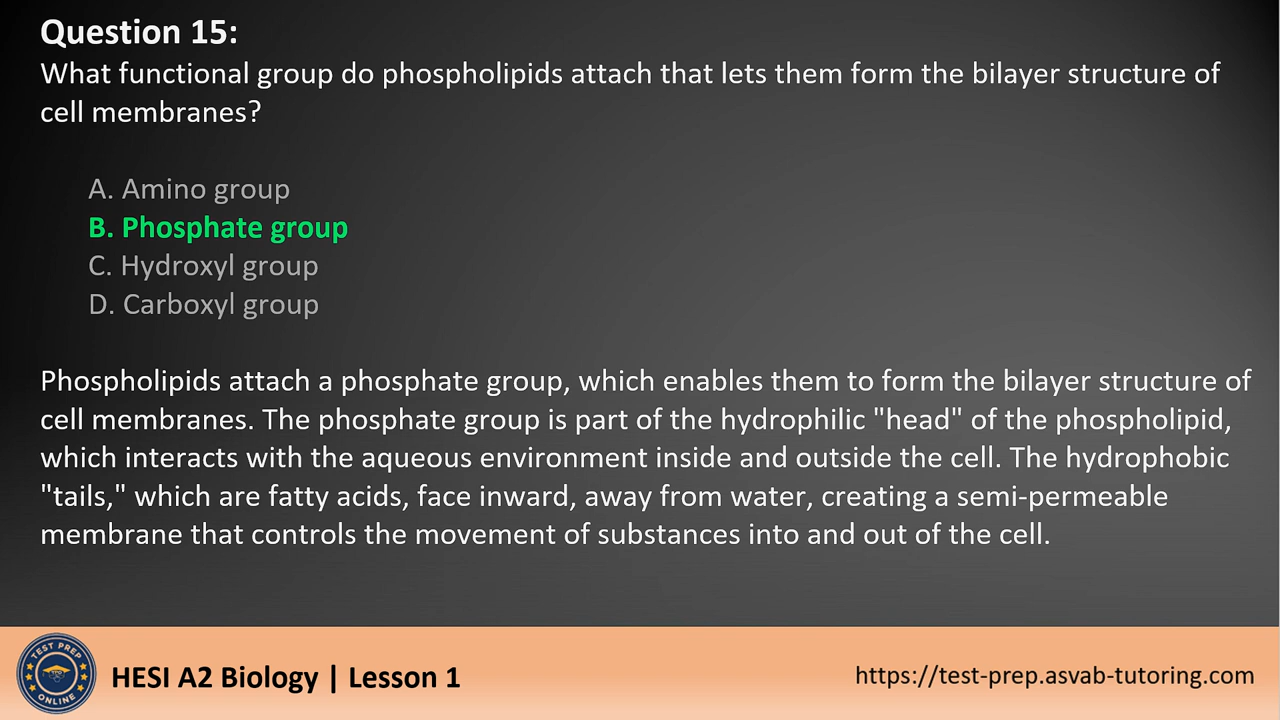 Question 15:
What functional group do phospholipids attach that lets them form the bilayer structure of
cell membranes?
A. Amino group
B. Phosphate group
C. Hydroxyl group
D. Carboxyl group
Phospholipids attach a phosphate group, which enables them to form the bilayer structure of
cell membranes. The phosphate group is part of the hydrophilic "head" of the phospholipid,
which interacts with the aqueous environment inside and outside the cell. The hydrophobic
"tails," which are fatty acids, face inward, away from water, creating a semi-permeable
membrane that controls the movement of substances into and out of the cell.
TEST PREP
ONLINE
HESI A2 Biology | Lesson 1
https://test-prep.asvab-tutoring.com